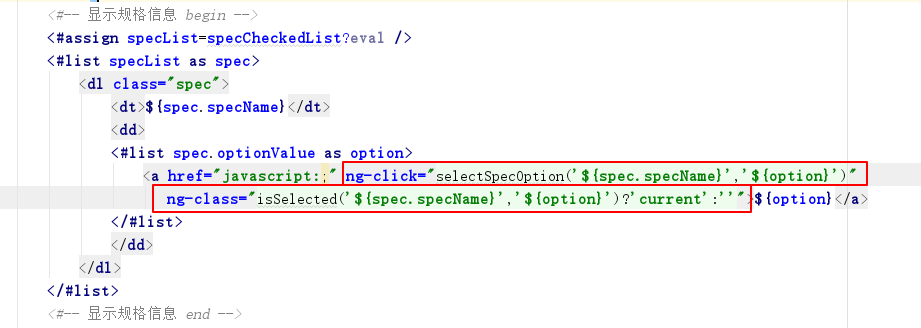 <#-- 显示规格信息 begin -->
<#assign specList=specCheckedList?eval />
<#list specList as spec>
<dl class="spec">
<dt>${spec.specName}</dt>
<dd>
<#list spec.optionValue as option>
<a href="javascript:;" ng-click="selectSpecOption('${spec.specName}','${option}')"
ng-class="isSelected('${spec.specName}','${option}')?'current':''">${option}</a>
</#list>
</dd>
</dl>
</#list>
<#-- 显示规格信息 end -->